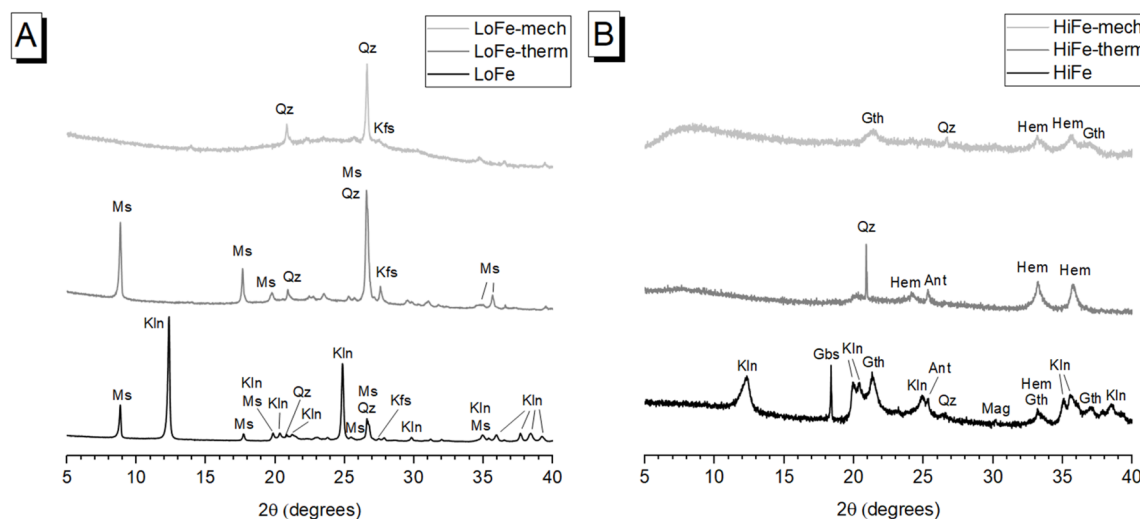 A
LoFe-mech
LoFe-therm
LoFe
Qz
Qz
Kfs
Ms
Qz
Ms
Ms
Ms
Qz
Kfs
Ms
Kln
Kln
Ms
Kln
Ms
Kln
Qz
Kln
Ms
Ms
Qz
Ms
Kfs
Kln
Kln
Ms
Kln
5 10 15 20 25 30 35 40
2θ (degrees)
B
HiFe-mech
HiFe-therm
HiFe
Gth
Qz
Hem
Hem
Gth
Qz
Hem
Ant
Hem
Hem
Kln
Gbs
Kln
Gth
Kln
Ant
Qz
Mag
Hem
Gth
Kln
Gth
Kln
5 10 15 20 25 30 35 40
2θ (degrees)